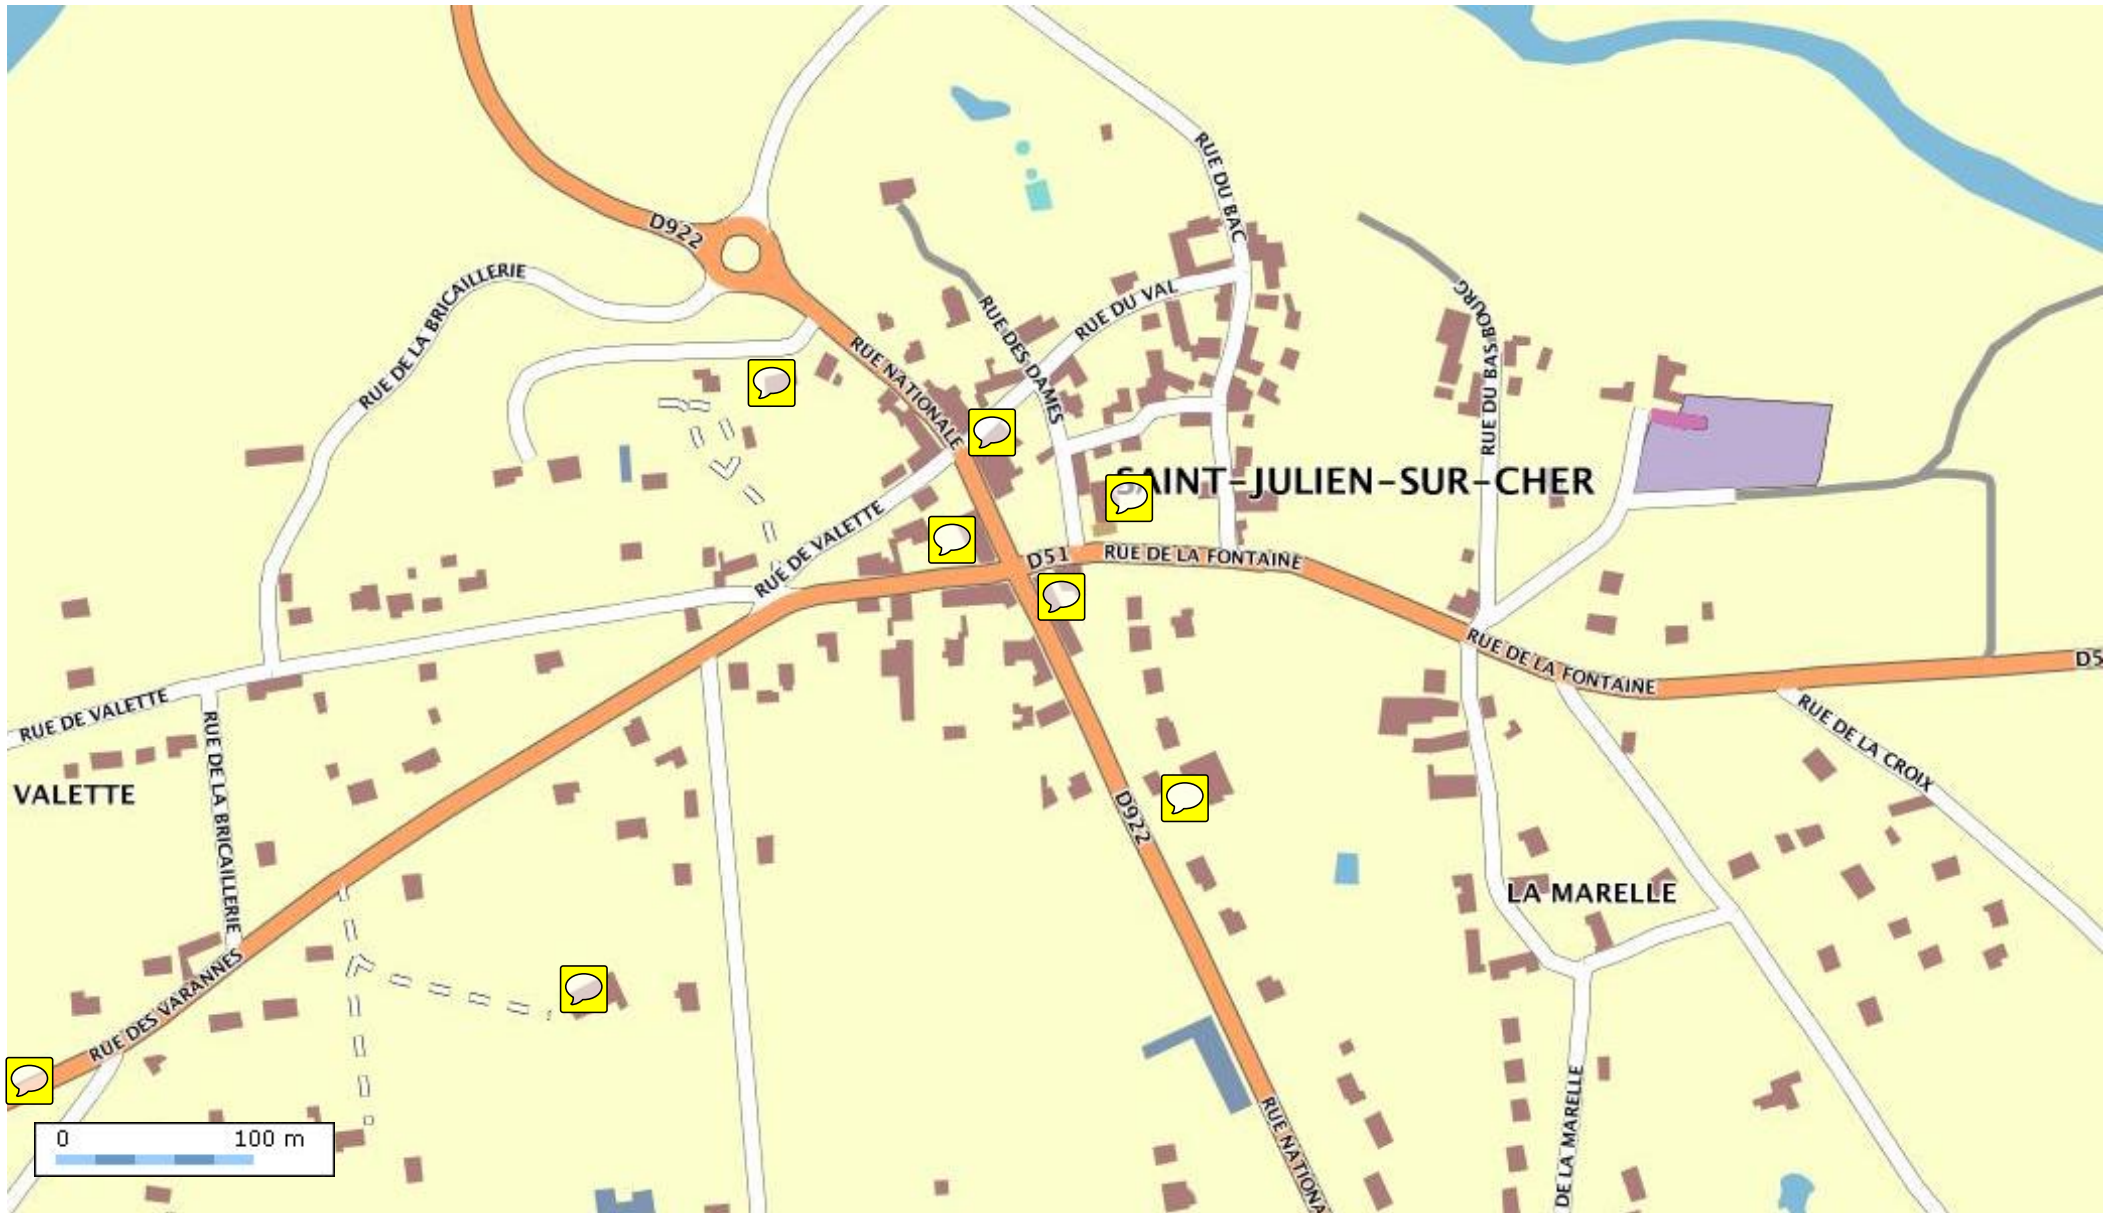 RUE DU BAC
D922
RUE DE LA BRICAILLERIE
RUE DU VAL
RUE DES DAMES
RUE NATIONALE
RUE DU BASSBOURG
SAINT-JULIEN-SUR-CHER
RUE DE VALETTE
D51
RUE DE LA FONTAINE
RUE DE LA FONTAINE
D5
RUE DE VALETTE
RUE DE LA BRICAILLERIE
RUE DE LA CROIX
VALETTE
D922
LA MARELLE
RUE DES VARANNES
RUE NATIONA
DE LA MARELLE
0 100 m